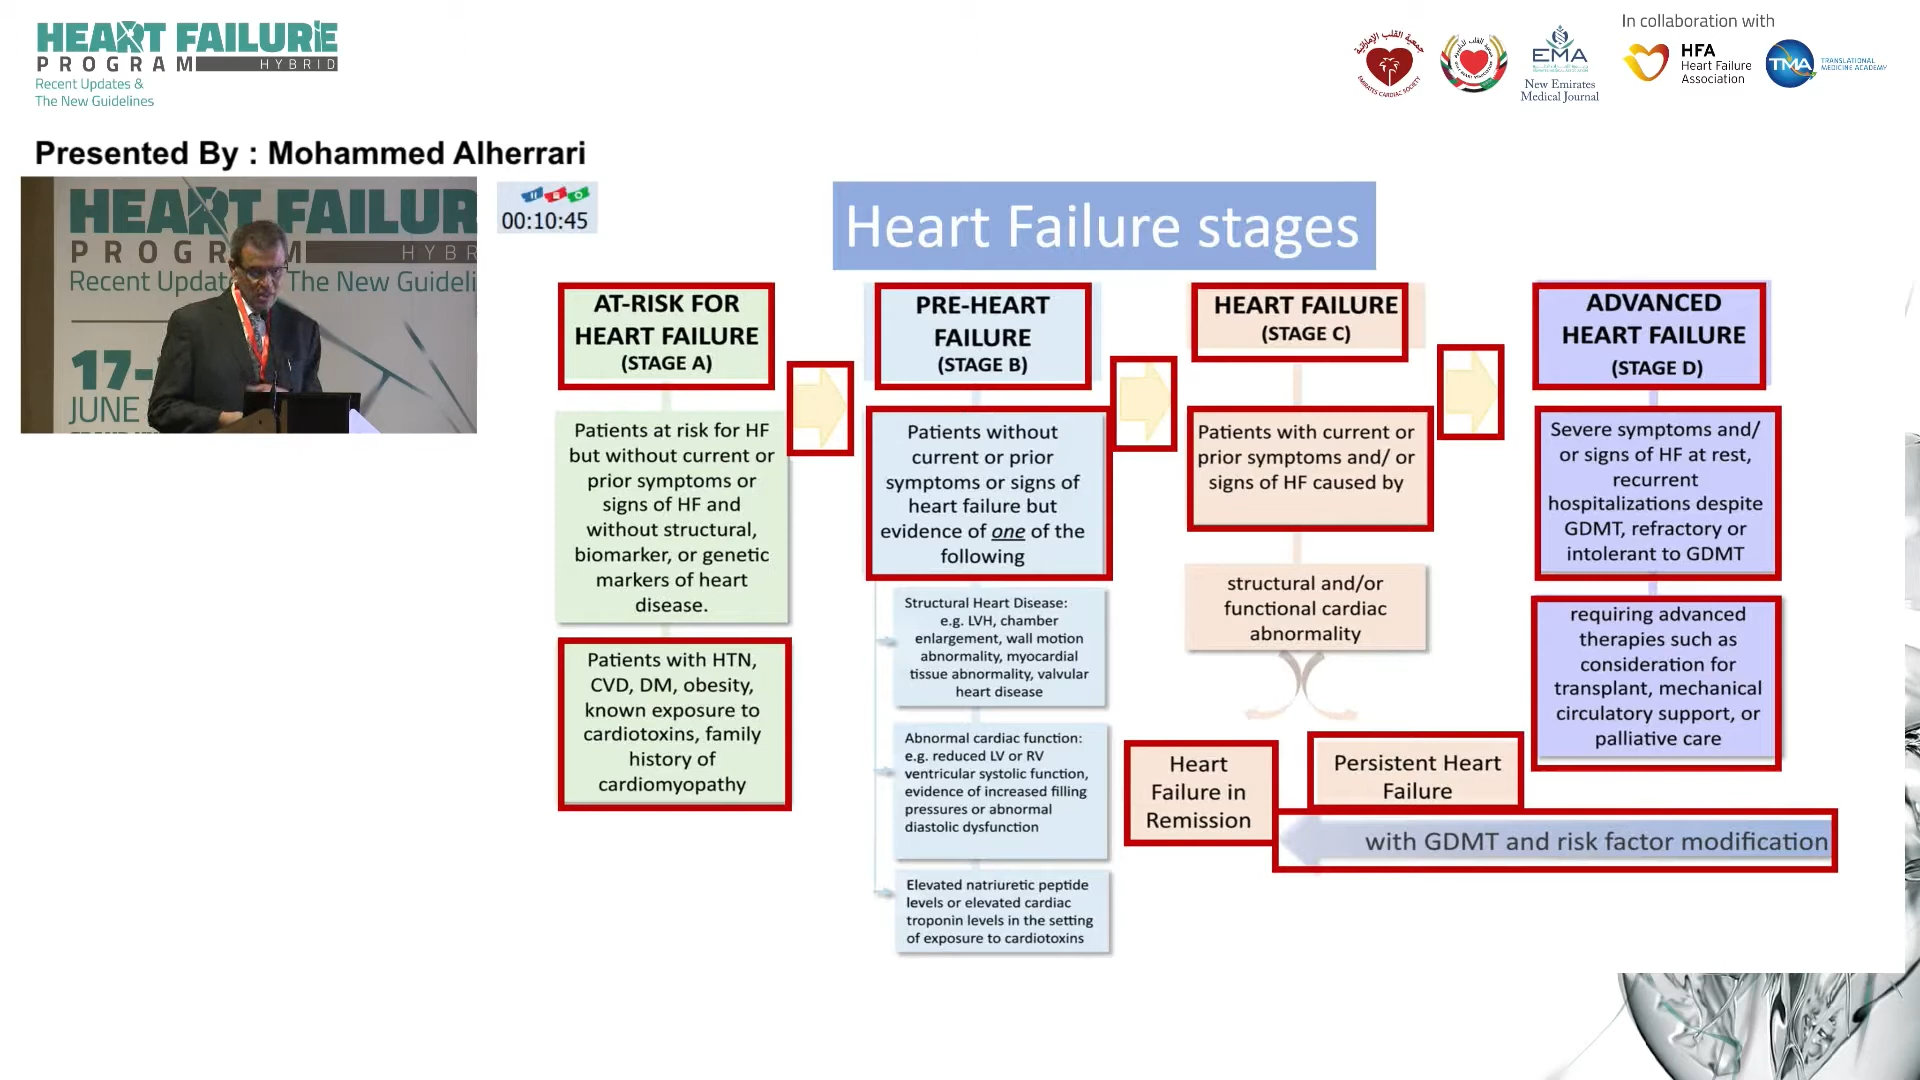 HEART FAILURE
PROGRAM HYBRID
Recent Updates &
The New Guidelines
In collaboration with
EMIRATES CARDIAC SOCIETY
EMA
New Emirates
Medical Journal
HFA
Heart Failure
Association
TMA
TRANSLATIONAL
MEDICINE ACADEMY
Presented By : Mohammed Alherrari
HEART FAILUR
PROGR M HYBR
Recent Updat The New Guideli
17-
JUNE
00:10:45
Heart Failure stages
AT-RISK FOR
HEART FAILURE
(STAGE A)
Patients at risk for HF
but without current or
prior symptoms or
signs of HF and
without structural,
biomarker, or genetic
markers of heart
disease.
Patients with HTN,
CVD, DM, obesity,
known exposure to
cardiotoxins, family
history of
cardiomyopathy
PRE-HEART
FAILURE
(STAGE B)
Patients without
current or prior
symptoms or signs of
heart failure but
evidence of one of the
following
Structural Heart Disease:
e.g. LVH, chamber
enlargement, wall motion
abnormality, myocardial
tissue abnormality, valvular
heart disease
Abnormal cardiac function:
e.g. reduced LV or RV
ventricular systolic function,
evidence of increased filling
pressures or abnormal
diastolic dysfunction
Elevated natriuretic peptide
levels or elevated cardiac
troponin levels in the setting
of exposure to cardiotoxins
HEART FAILURE
(STAGE C)
Patients with current or
prior symptoms and/ or
signs of HF caused by
structural and/or
functional cardiac
abnormality
Heart
Failure in
Remission
Persistent Heart
Failure
with GDMT and risk factor modification
ADVANCED
HEART FAILURE
(STAGE D)
Severe symptoms and/
or signs of HF at rest,
recurrent
hospitalizations despite
GDMT, refractory or
intolerant to GDMT
requiring advanced
therapies such as
consideration for
transplant, mechanical
circulatory support, or
palliative care